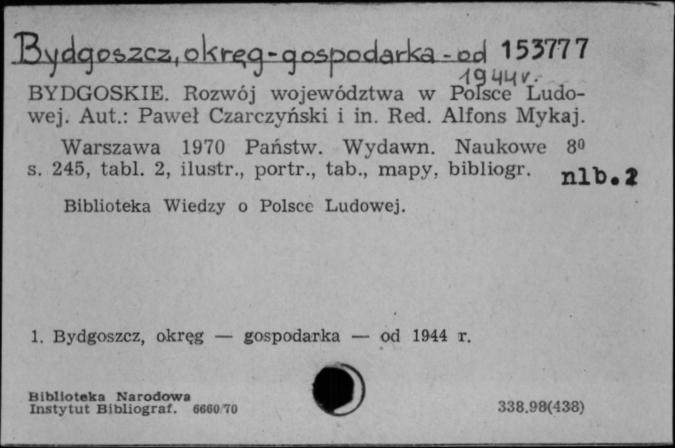 Bydgoszcz, okręg - gospodarka - od 153777
1944 r.
BYDGOSKIE. Rozwój województwa w Polsce Ludo-
wej. Aut.: Paweł Czarczyński i in. Red. Alfons Mykaj.
Warszawa 1970 Państw. Wydawn. Naukowe 8⁰
s. 245, tabl. 2, ilustr., portr., tab., mapy, bibliogr. nlb.2
Biblioteka Wiedzy o Polsce Ludowej.
1. Bydgoszcz, okręg — gospodarka — od 1944 r.
Biblioteka Narodowa
Instytut Bibliograf. 6660/70 338.98(438)